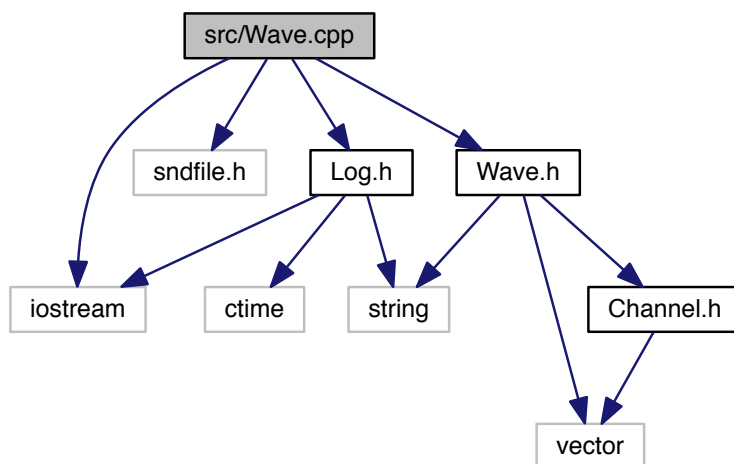 src/Wave.cpp
sndfile.h
Log.h
Wave.h
iostream
ctime
string
Channel.h
vector